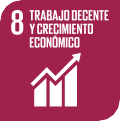 8 TRABAJO DECENTE
Y CRECIMIENTO
ECONÓMICO